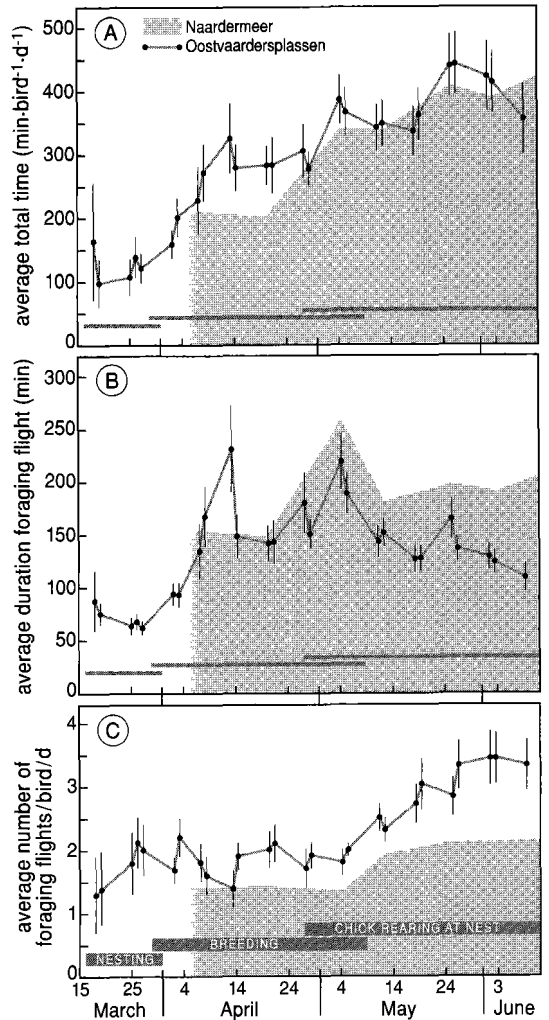 A
Naardermeer
Oostvaardersplassen
average total time (min·bird⁻¹·d⁻¹)
500
400
300
200
100
0
B
average duration foraging flight (min)
300
250
200
150
100
50
0
C
average number of
foraging flights/bird/d
4
3
2
1
0
CHICK REARING AT NEST
BREEDING
NESTING
15 25 4 14 24 4 14 24 3
March April May June